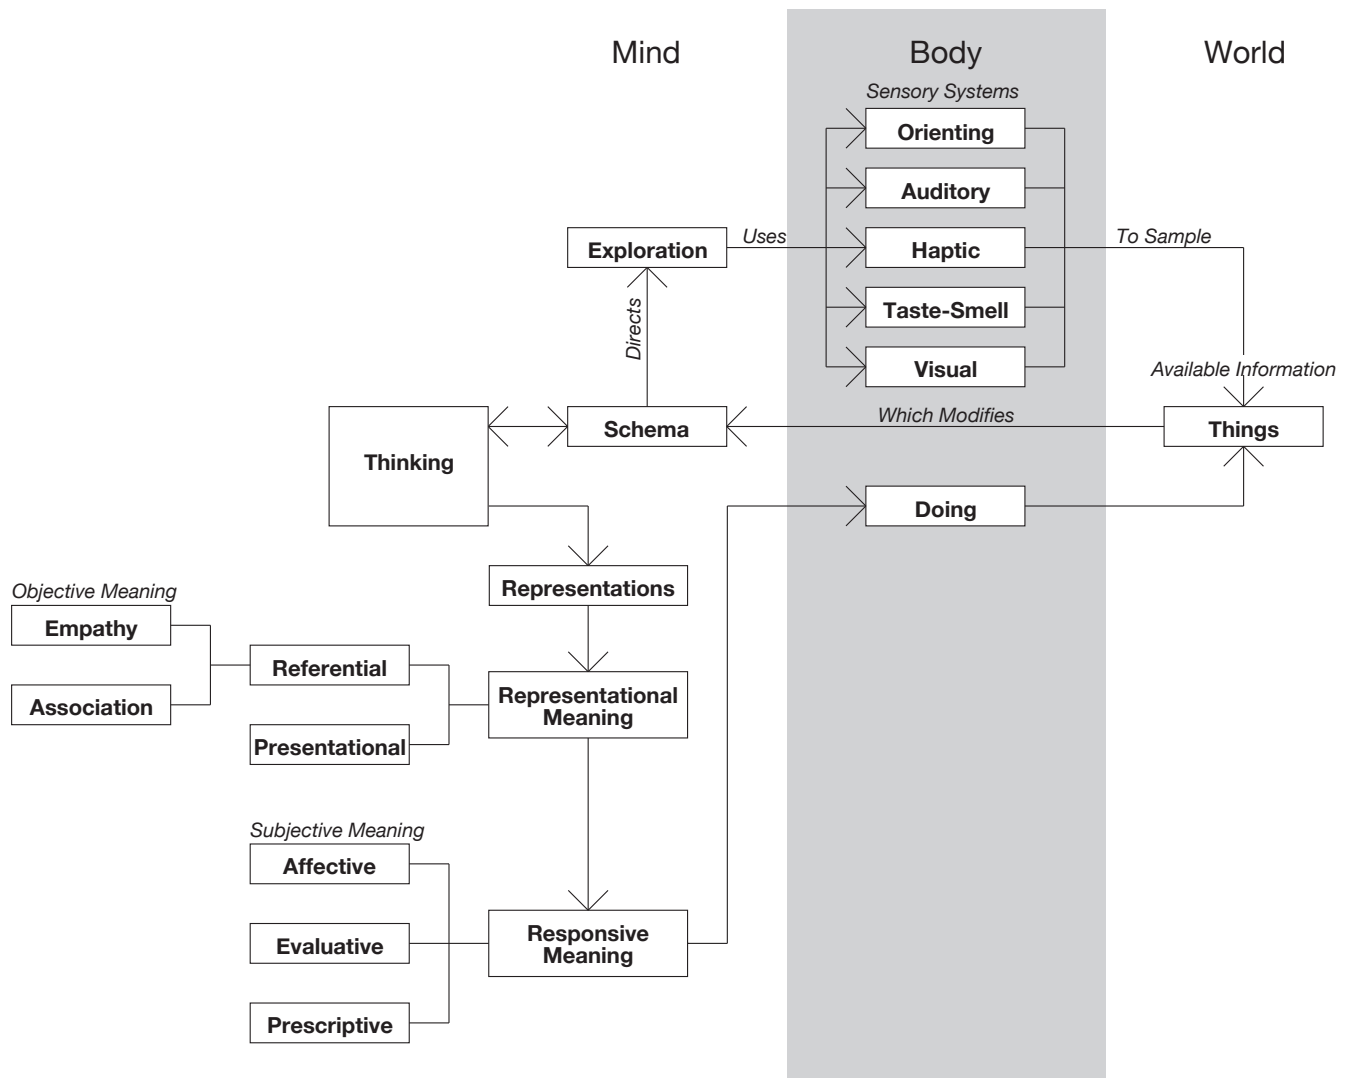 Mind
Body
World
Sensory Systems
Orienting
Auditory
Exploration
Uses
Haptic
To Sample
Directs
Taste-Smell
Visual
Available Information
Thinking
Schema
Which Modifies
Things
Doing
Representations
Objective Meaning
Empathy
Association
Referential
Presentational
Representational
Meaning
Subjective Meaning
Affective
Evaluative
Prescriptive
Responsive
Meaning